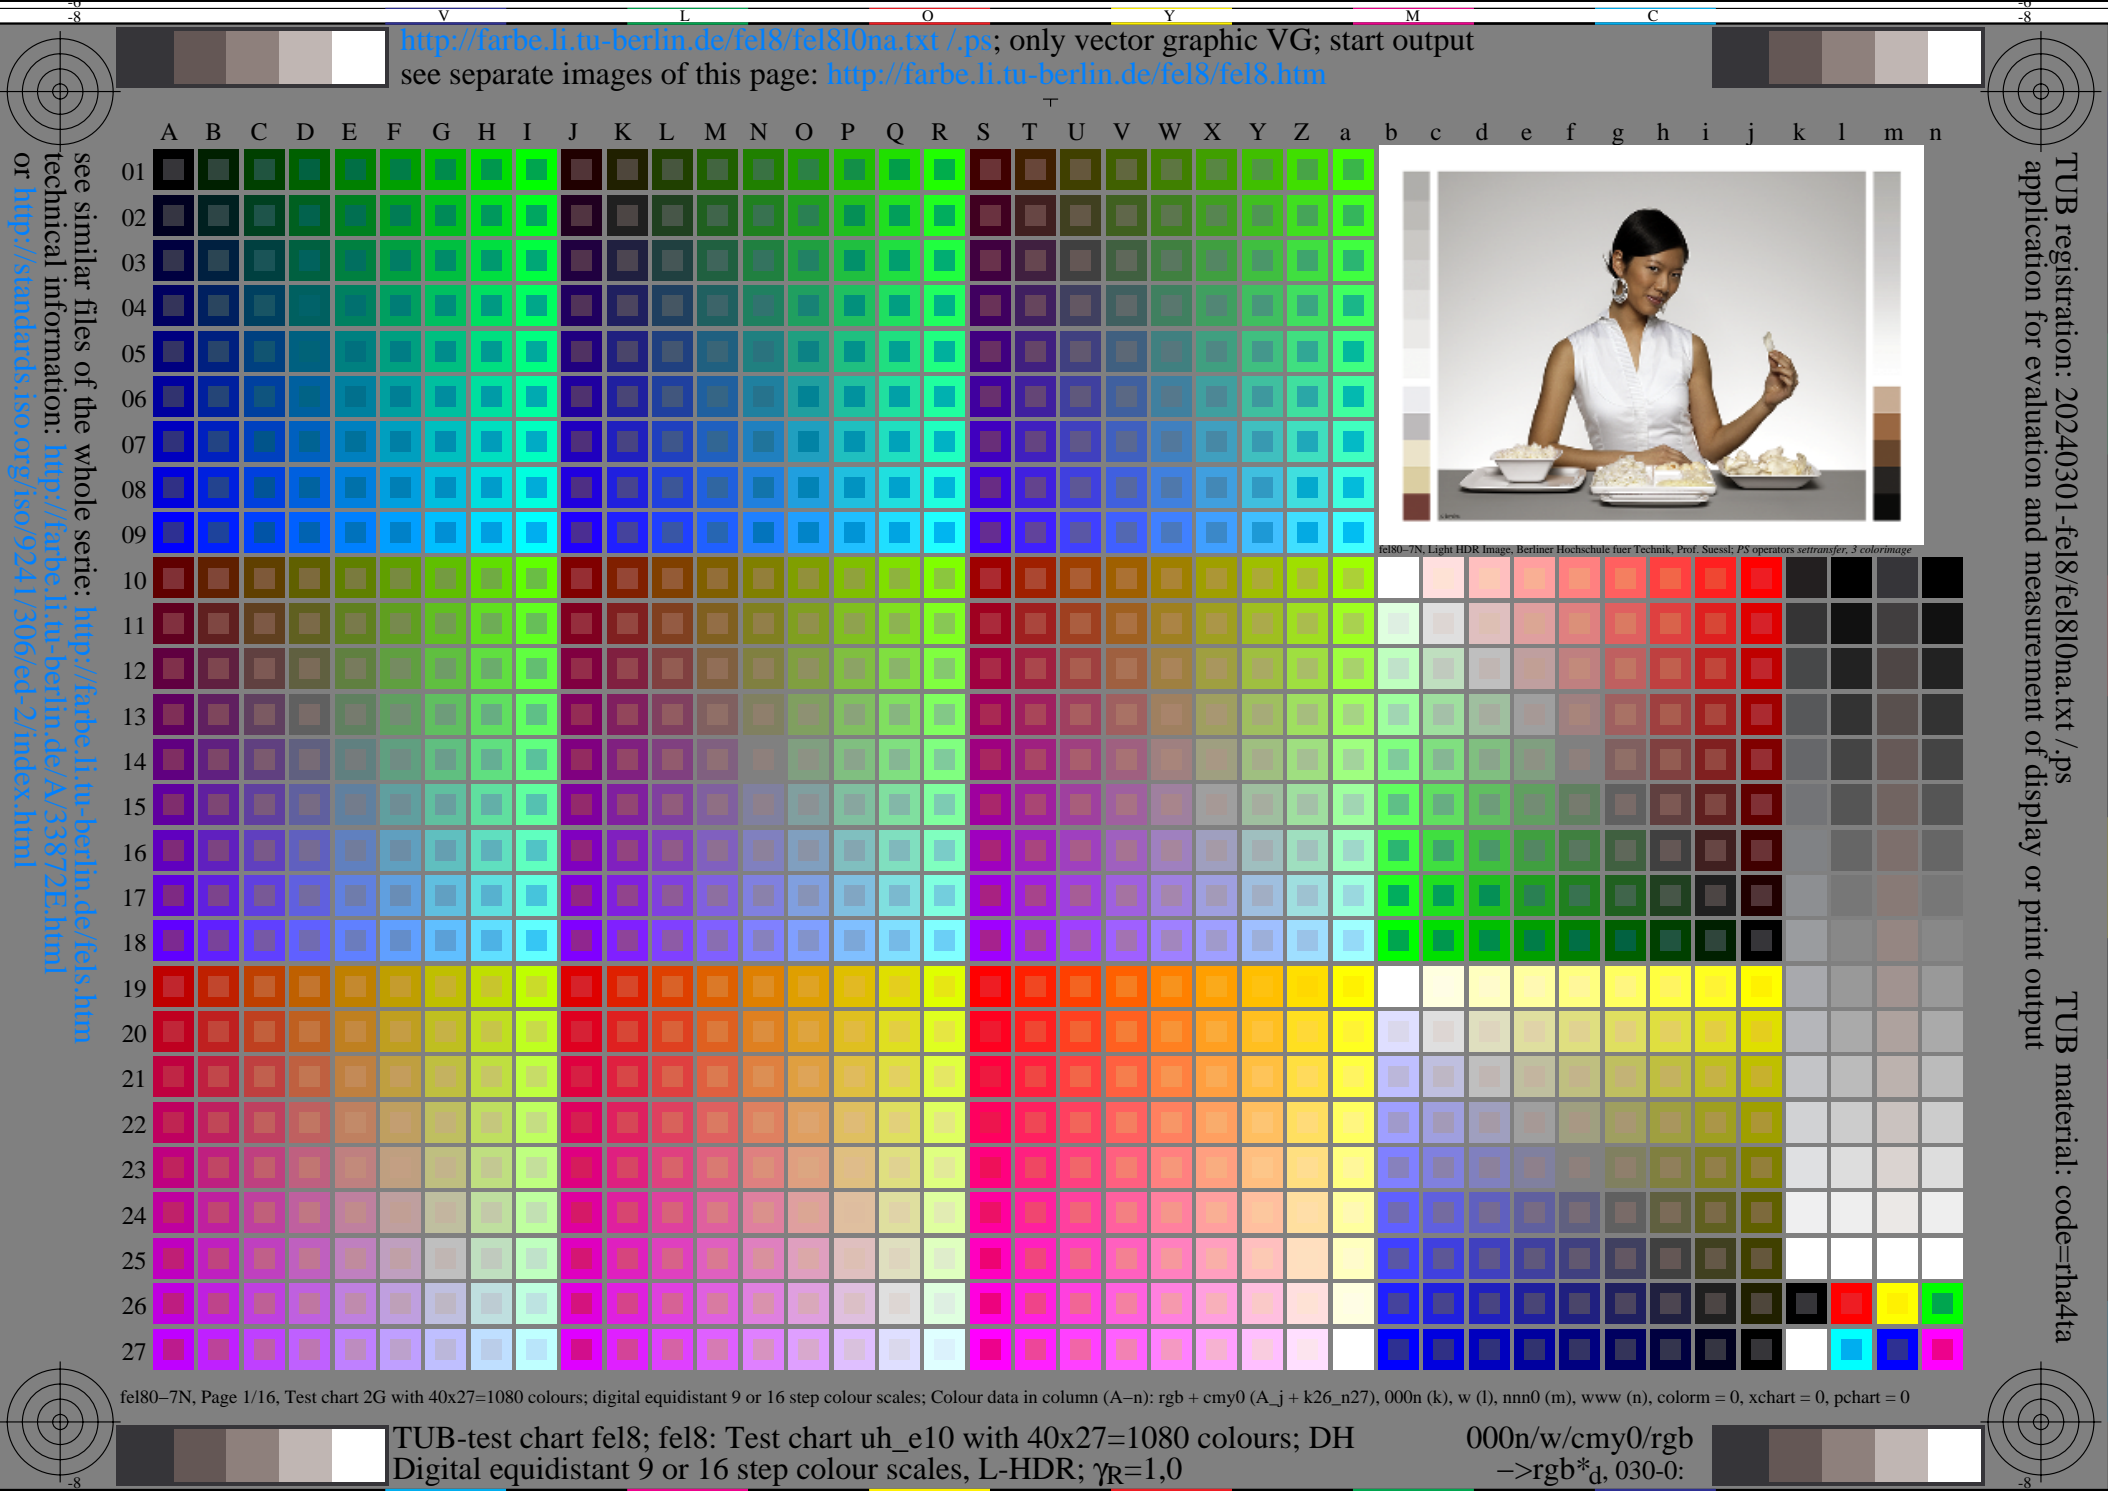 -6
-8
V L O Y M C
-6
-8
http://farbe.li.tu-berlin.de/fel8/fel8l0na.txt /.ps; only vector graphic VG; start output
see separate images of this page: http://farbe.li.tu-berlin.de/fel8/fel8.htm
A B C D E F G H I J K L M N O P Q R S T U V W X Y Z a b c d e f g h i j k l m n
01
02
03
04
05
06
07
08
09
fel80−7N, Light HDR Image, Berliner Hochschule fuer Technik, Prof. Suessl; PS operators settransfer, 3 colorimage
10
11
12
13
14
15
16
17
18
19
20
21
22
23
24
25
26
27
see similar files of the whole serie: http://farbe.li.tu-berlin.de/fels.htm
technical information: http://farbe.li.tu-berlin.de/A/33872E.html
or http://standards.iso.org/iso/9241/306/ed-2/index.html
TUB registration: 20240301-fel8/fel8l0na.txt /.ps
application for evaluation and measurement of display or print output
TUB material: code=rha4ta
fel80−7N, Page 1/16, Test chart 2G with 40x27=1080 colours; digital equidistant 9 or 16 step colour scales; Colour data in column (A−n): rgb + cmy0 (A_j + k26_n27), 000n (k), w (l), nnn0 (m), www (n), colorm = 0, xchart = 0, pchart = 0
TUB-test chart fel8; fel8: Test chart uh_e10 with 40x27=1080 colours; DH
Digital equidistant 9 or 16 step colour scales, L-HDR; γR=1,0
000n/w/cmy0/rgb
−>rgb*d, 030-0:
-8
-8